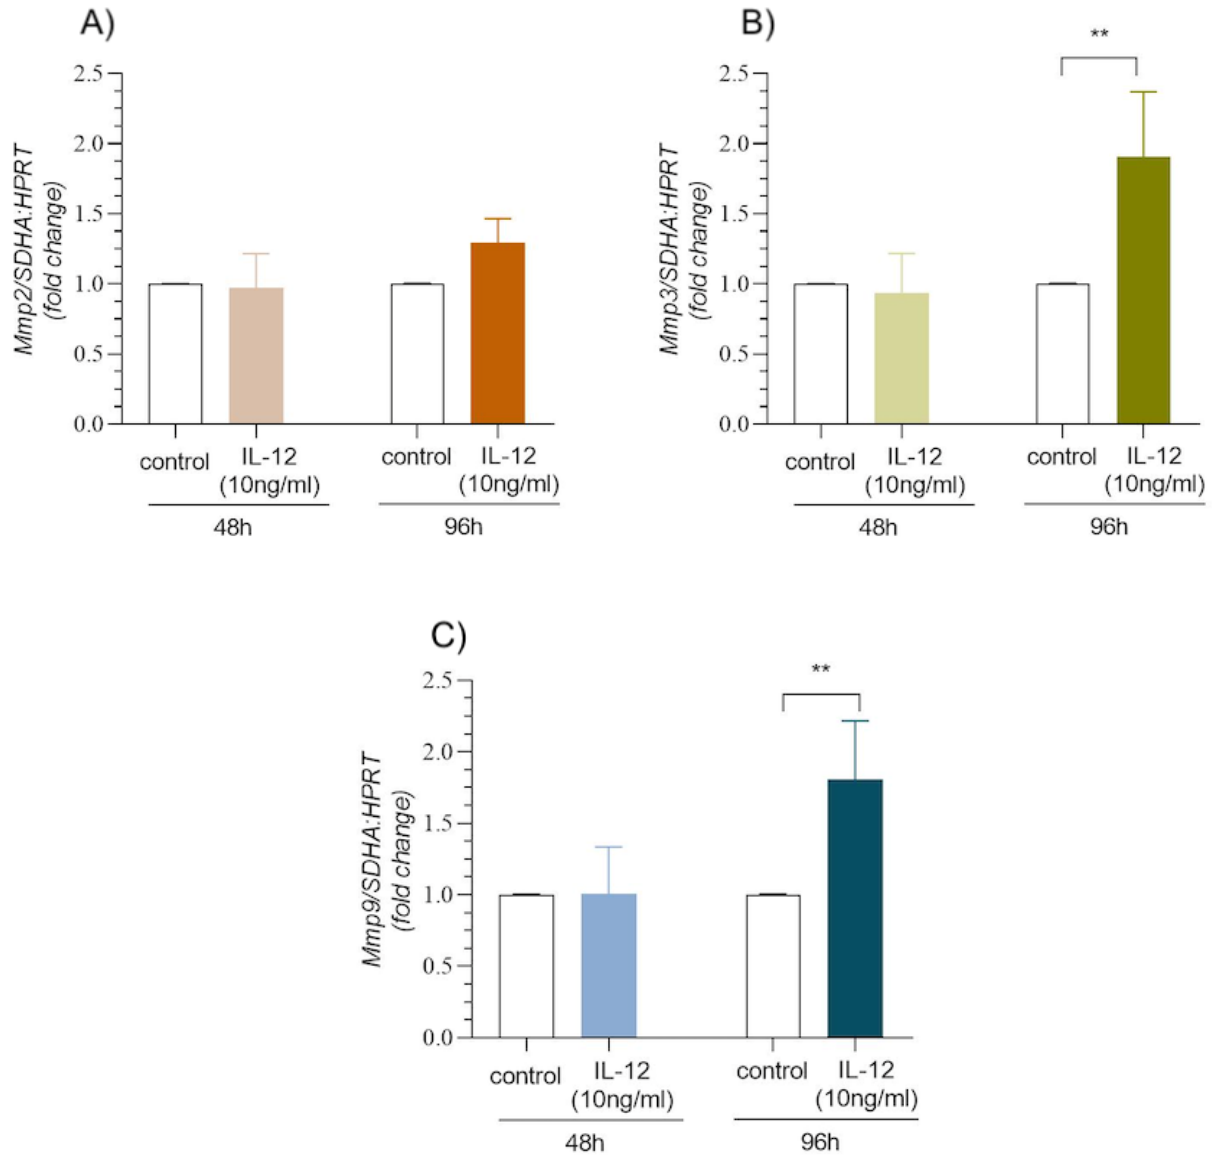 A)
Mmp2/SDHA:HPRT
(fold change)
2.5
2.0
1.5
1.0
0.5
0.0
control IL-12 control IL-12
(10ng/ml) (10ng/ml)
48h 96h
B)
**
Mmp3/SDHA:HPRT
(fold change)
2.5
2.0
1.5
1.0
0.5
0.0
control IL-12 control IL-12
(10ng/ml) (10ng/ml)
48h 96h
C)
**
Mmp9/SDHA:HPRT
(fold change)
2.5
2.0
1.5
1.0
0.5
0.0
control IL-12 control IL-12
(10ng/ml) (10ng/ml)
48h 96h